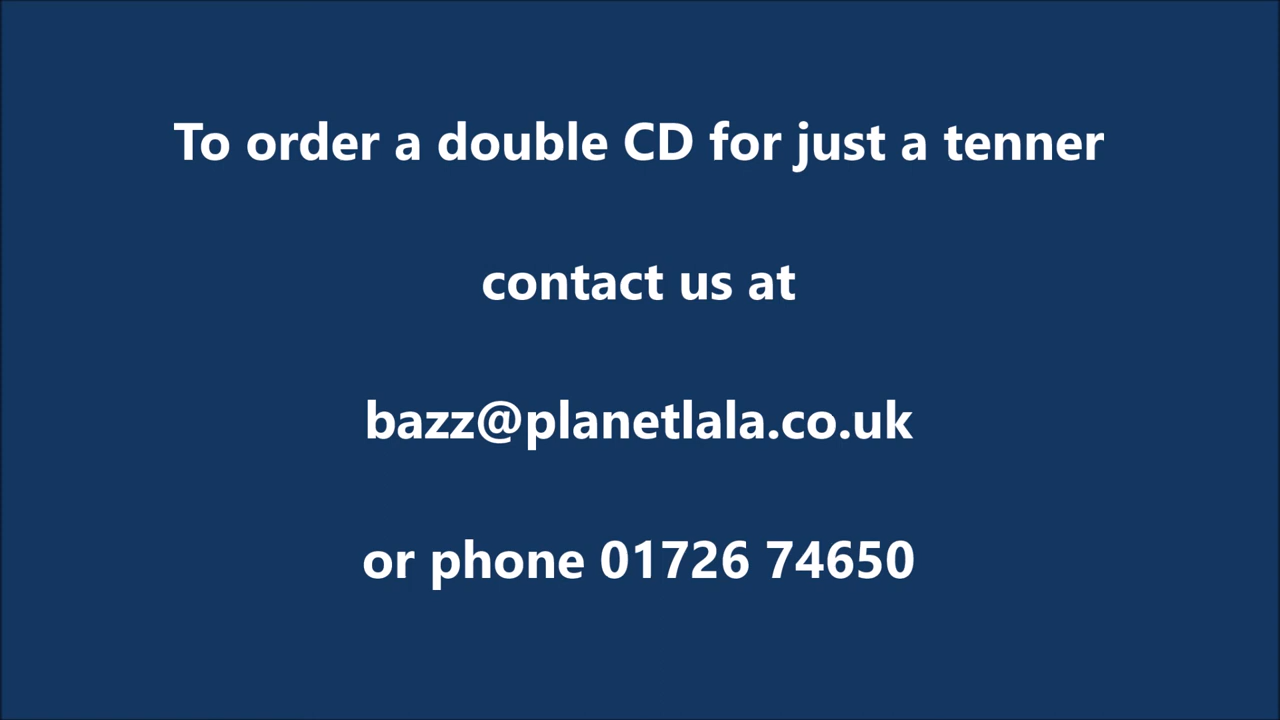 To order a double CD for just a tenner
contact us at
bazz@planetlala.co.uk
or phone 01726 74650